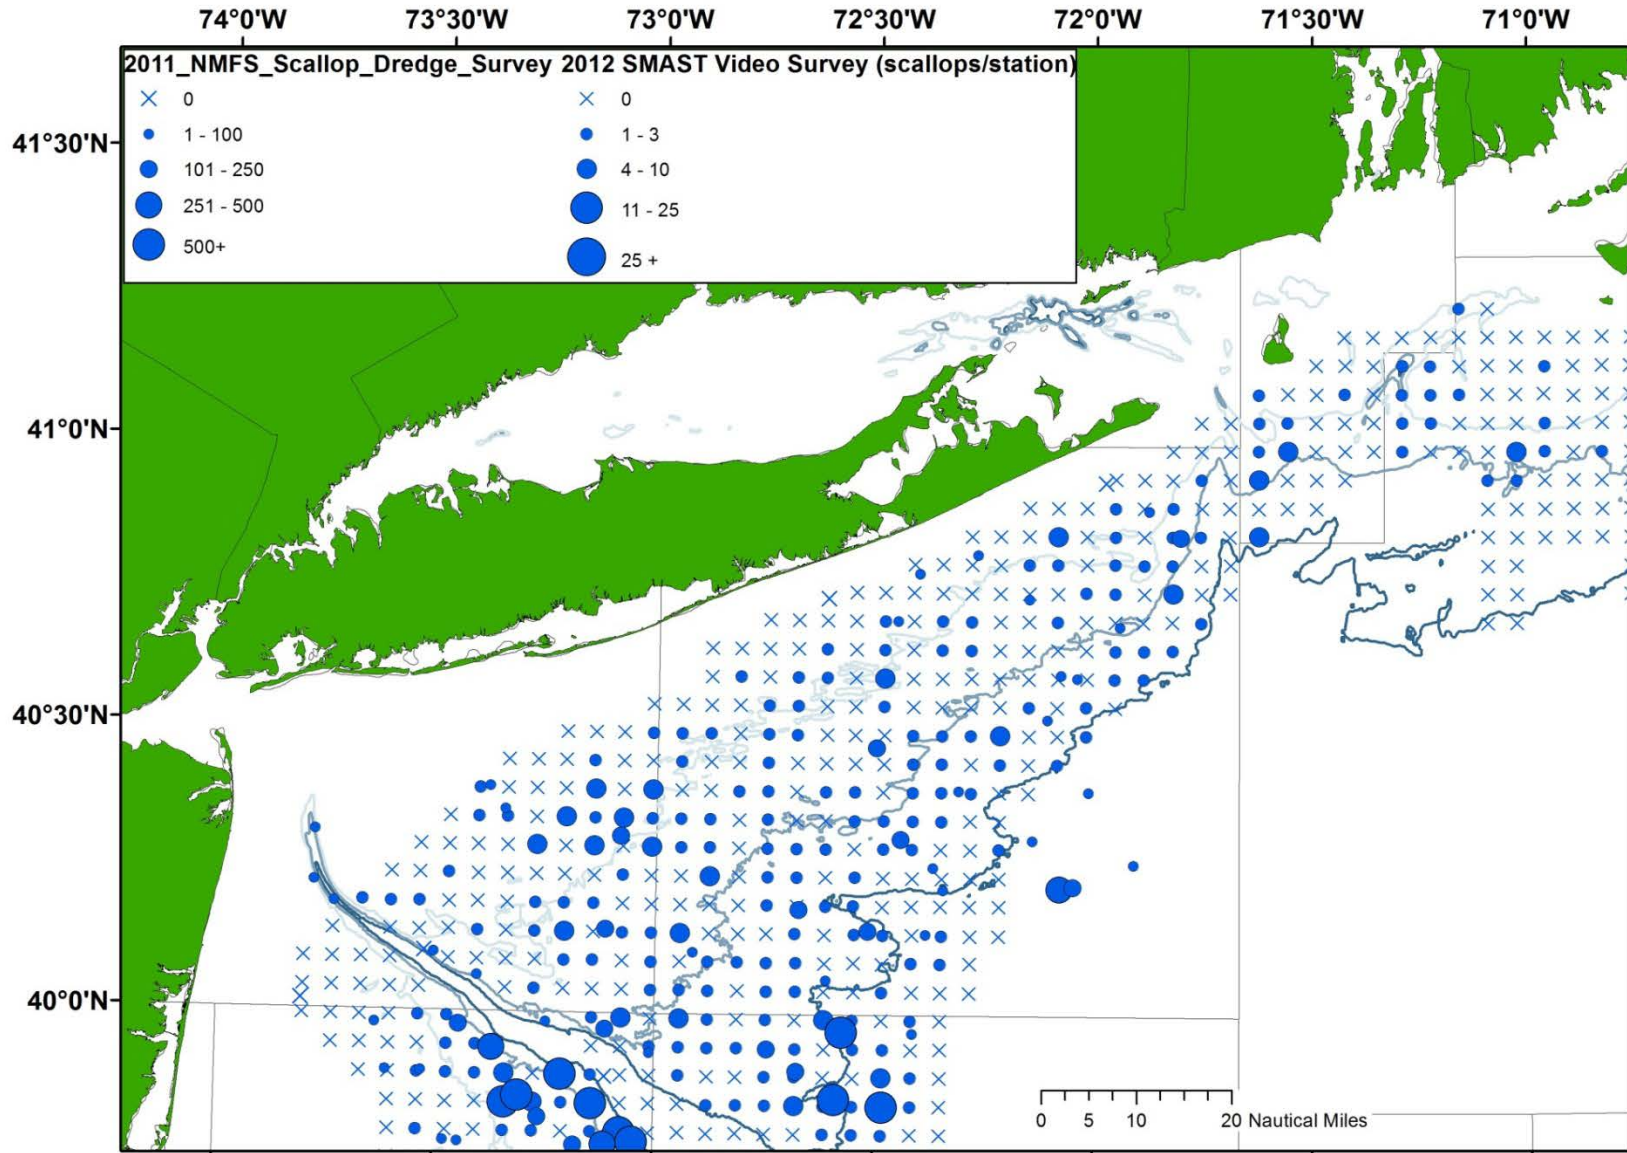 74°0'W 73°30'W 73°0'W 72°30'W 72°0'W 71°30'W 71°0'W
2011_NMFS_Scallop_Dredge_Survey 2012 SMAST Video Survey (scallops/station)
0 0
1 - 100 1 - 3
101 - 250 4 - 10
251 - 500 11 - 25
500+ 25 +
41°30'N
41°0'N
40°30'N
40°0'N
0 5 10 20 Nautical Miles